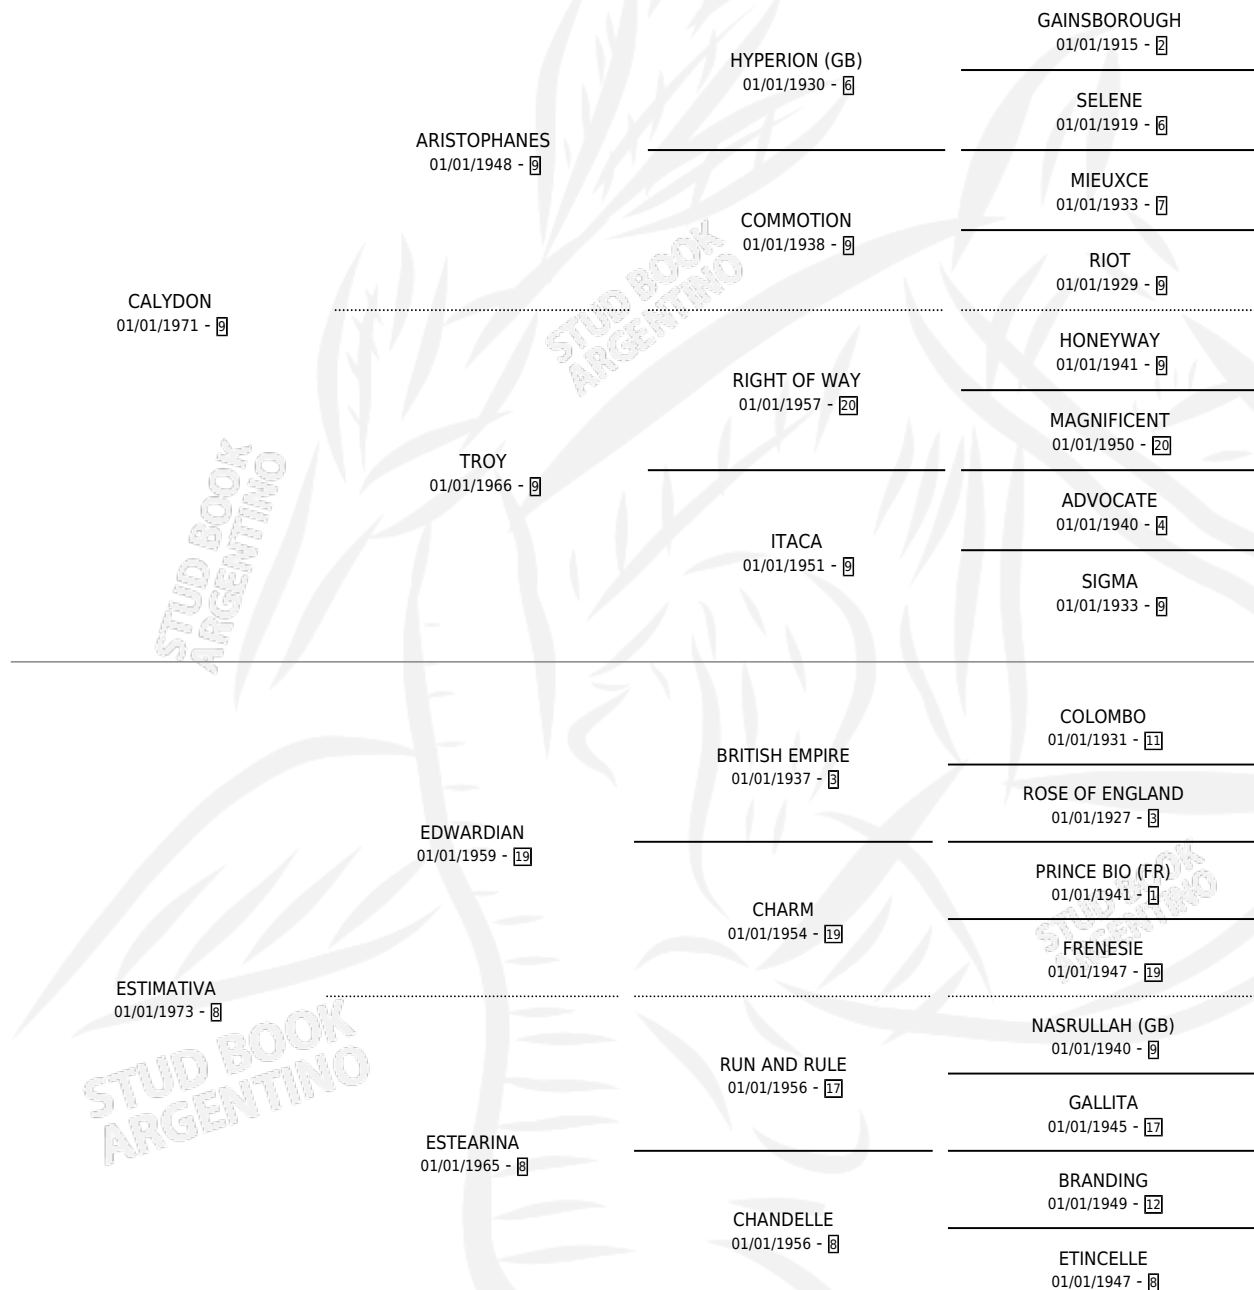 GAINSBOROUGH
01/01/1915 - 2
HYPERION (GB)
01/01/1930 - 6
SELENE
01/01/1919 - 6
ARISTOPHANES
01/01/1948 - 9
MIEUXCE
01/01/1933 - 7
COMMOTION
01/01/1938 - 9
RIOT
01/01/1929 - 9
CALYDON
01/01/1971 - 9
HONEYWAY
01/01/1941 - 9
RIGHT OF WAY
01/01/1957 - 20
MAGNIFICENT
01/01/1950 - 20
TROY
01/01/1966 - 9
ADVOCATE
01/01/1940 - 4
ITACA
01/01/1951 - 9
SIGMA
01/01/1933 - 9
STUD BOOK
ARGENTINO
STUD BOOK
ARGENTINO
COLOMBO
01/01/1931 - 11
BRITISH EMPIRE
01/01/1937 - 3
ROSE OF ENGLAND
01/01/1927 - 3
EDWARDIAN
01/01/1959 - 19
PRINCE BIO (FR)
01/01/1941 - 1
CHARM
01/01/1954 - 19
FRENESIE
01/01/1947 - 19
STUD BOOK
ARGENTINO
ESTIMATIVA
01/01/1973 - 8
NASRULLAH (GB)
01/01/1940 - 9
RUN AND RULE
01/01/1956 - 17
GALLITA
01/01/1945 - 17
STUD BOOK
ARGENTINO
ESTEARINA
01/01/1965 - 8
BRANDING
01/01/1949 - 12
CHANDELLE
01/01/1956 - 8
ETINCELLE
01/01/1947 - 8